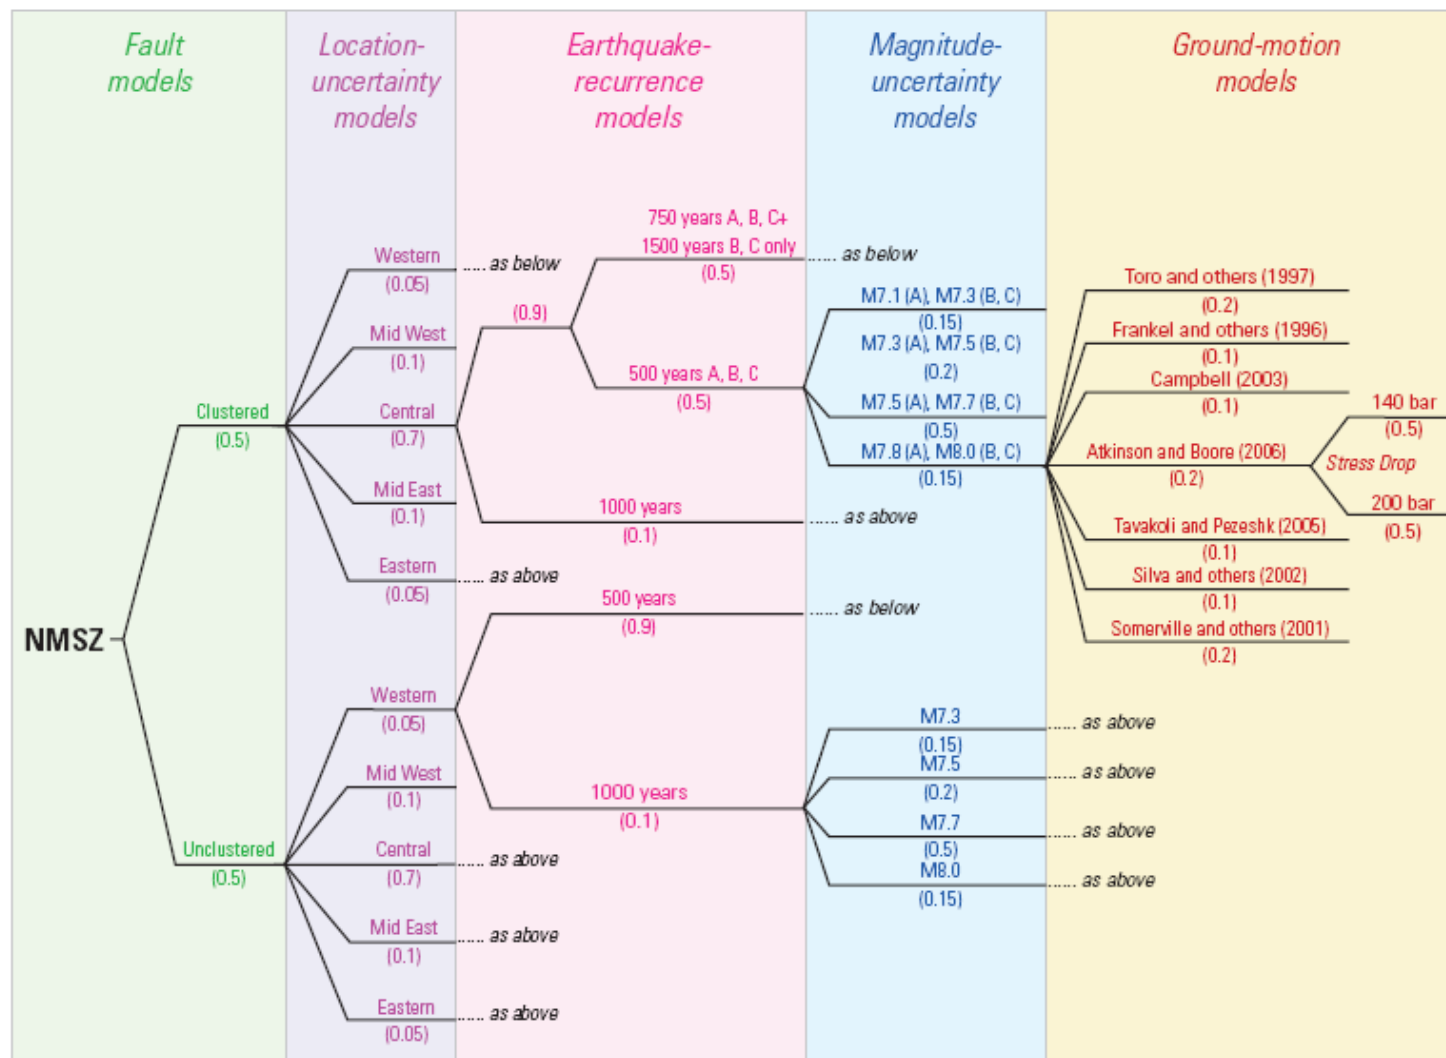 Fault
models
Location-
uncertainty
models
Earthquake-
recurrence
models
Magnitude-
uncertainty
models
Ground-motion
models
NMSZ
Clustered
(0.5)
Western
(0.05)
..... as below
Mid West
(0.1)
Central
(0.7)
Mid East
(0.1)
Eastern
(0.05)
...... as above
(0.9)
750 years A, B, C+
1500 years B, C only
(0.5)
...... as below
500 years A, B, C
(0.5)
1000 years
(0.1)
...... as above
M7.1 (A), M7.3 (B, C)
(0.15)
M7.3 (A), M7.5 (B, C)
(0.2)
M7.5 (A), M7.7 (B, C)
(0.5)
M7.8 (A), M8.0 (B, C)
(0.15)
Toro and others (1997)
(0.2)
Frankel and others (1996)
(0.1)
Campbell (2003)
(0.1)
Atkinson and Boore (2006)
(0.2)
140 bar
(0.5)
Stress Drop
200 bar
(0.5)
Tavakoli and Pezeshk (2005)
(0.1)
Silva and others (2002)
(0.1)
Somerville and others (2001)
(0.2)
Unclustered
(0.5)
Western
(0.05)
Mid West
(0.1)
Central
(0.7)
...... as above
Mid East
(0.1)
...... as above
Eastern
(0.05)
...... as above
500 years
(0.9)
...... as below
1000 years
(0.1)
M7.3
(0.15)
...... as above
M7.5
(0.2)
...... as above
M7.7
(0.5)
...... as above
M8.0
(0.15)
...... as above